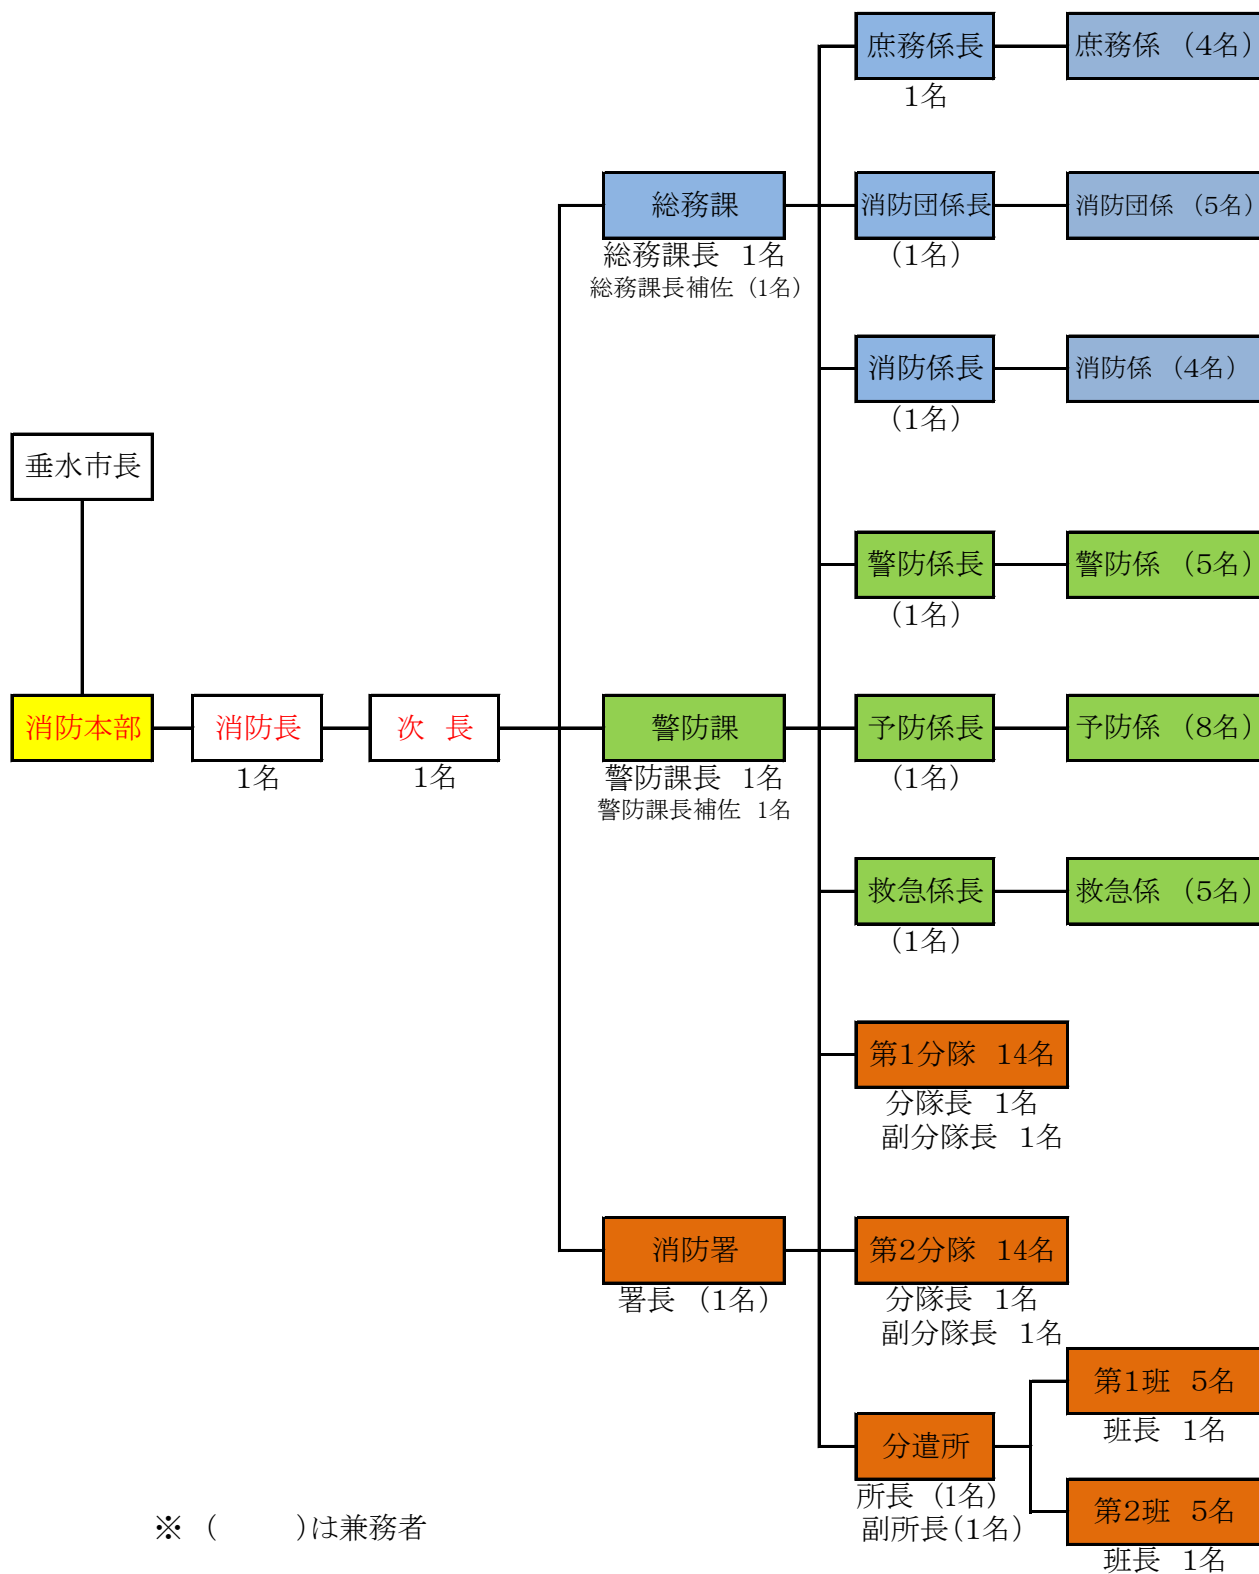 庶務係長
1名
庶務係 (4名)
総務課
総務課長 1名
総務課長補佐 (1名)
消防団係長
(1名)
消防団係 (5名)
消防係長
(1名)
消防係 (4名)
垂水市長
警防係長
(1名)
警防係 (5名)
消防本部
消防長
1名
次 長
1名
警防課
警防課長 1名
警防課長補佐 1名
予防係長
(1名)
予防係 (8名)
救急係長
(1名)
救急係 (5名)
第1分隊 14名
分隊長 1名
副分隊長 1名
消防署
署長 (1名)
第2分隊 14名
分隊長 1名
副分隊長 1名
分遣所
所長 (1名)
副所長(1名)
第1班 5名
班長 1名
第2班 5名
班長 1名
※ (　　)は兼務者